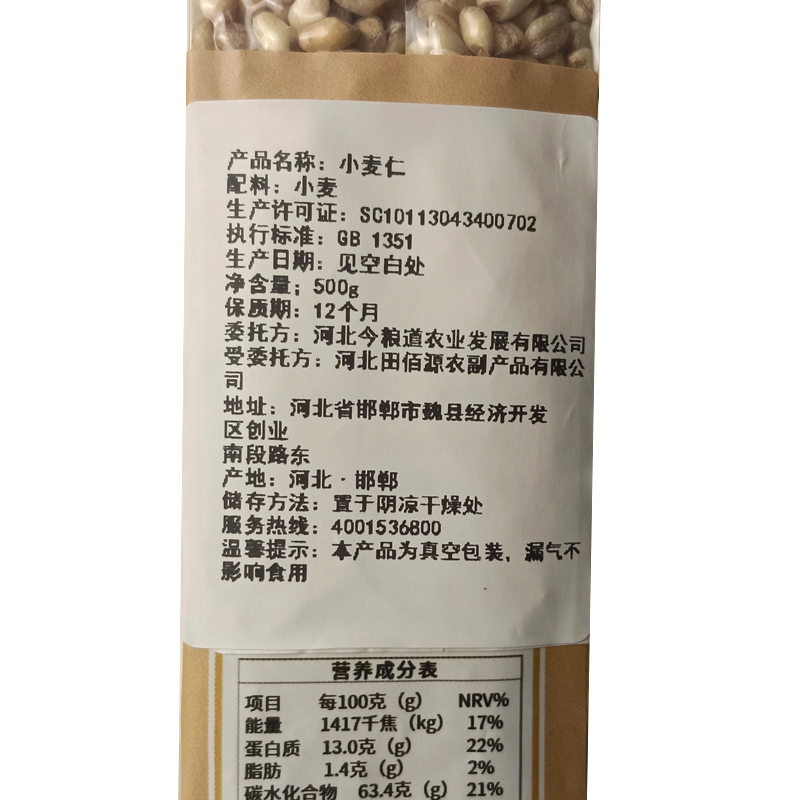 产品名称：小麦仁
配料：小麦
生产许可证：SC10113043400702
执行标准：GB 1351
生产日期：见空白处
净含量：500g
保质期：12个月
委托方：河北今粮道农业发展有限公司
受委托方：河北田佰源农副产品有限公
司
地址：河北省邯郸市魏县经济开发
区创业
南段路东
产地：河北·邯郸
储存方法：置于阴凉干燥处
服务热线：4001536800
温馨提示：本产品为真空包装，漏气不
影响食用
营养成分表
项目 每100克（g） NRV%
能量 1417千焦（kg） 17%
蛋白质 13.0克（g） 22%
脂肪 1.4克（g） 2%
碳水化合物 63.4克（g） 21%